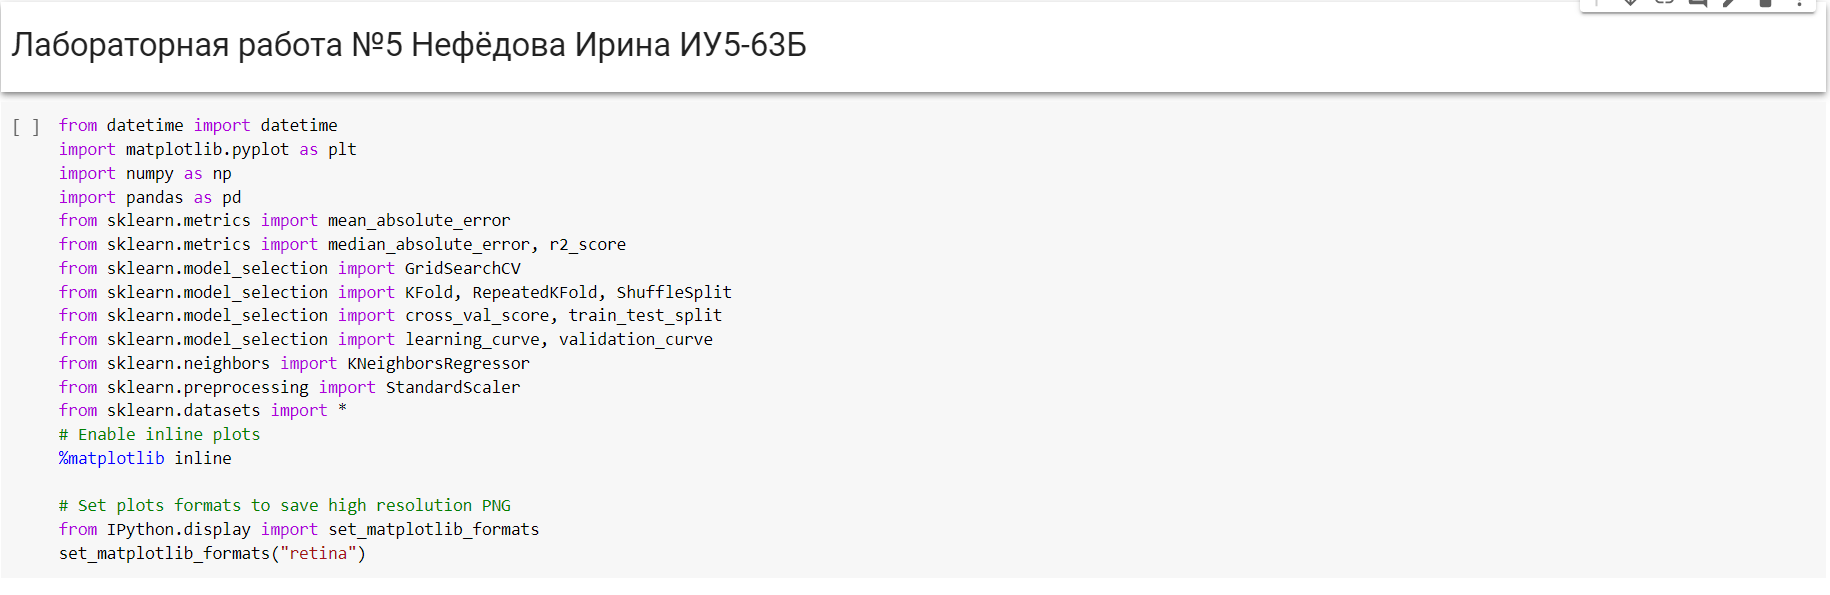 Лабораторная работа №5 Нефёдова Ирина ИУ5-63Б
[ ] from datetime import datetime
import matplotlib.pyplot as plt
import numpy as np
import pandas as pd
from sklearn.metrics import mean_absolute_error
from sklearn.metrics import median_absolute_error, r2_score
from sklearn.model_selection import GridSearchCV
from sklearn.model_selection import KFold, RepeatedKFold, ShuffleSplit
from sklearn.model_selection import cross_val_score, train_test_split
from sklearn.model_selection import learning_curve, validation_curve
from sklearn.neighbors import KNeighborsRegressor
from sklearn.preprocessing import StandardScaler
from sklearn.datasets import *
# Enable inline plots
%matplotlib inline
# Set plots formats to save high resolution PNG
from IPython.display import set_matplotlib_formats
set_matplotlib_formats("retina")